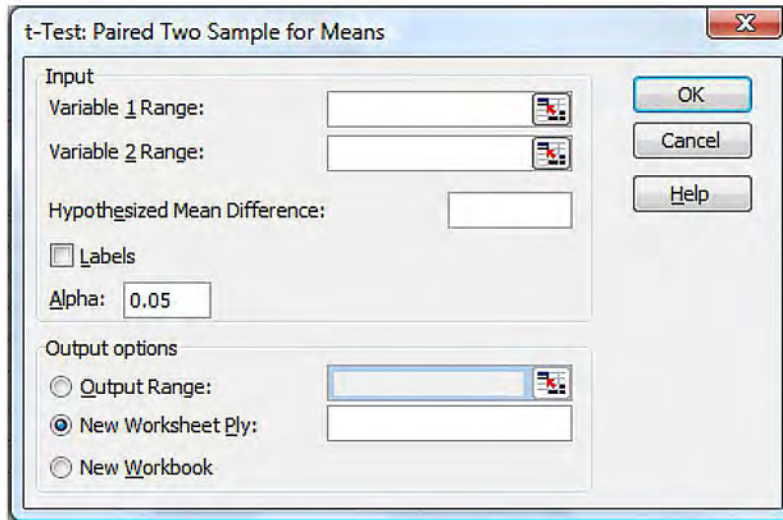 t-Test: Paired Two Sample for Means
Input
Variable 1 Range:
Variable 2 Range:
Hypothesized Mean Difference:
Labels
Alpha: 0.05
OK
Cancel
Help
Output options
Output Range:
New Worksheet Ply:
New Workbook